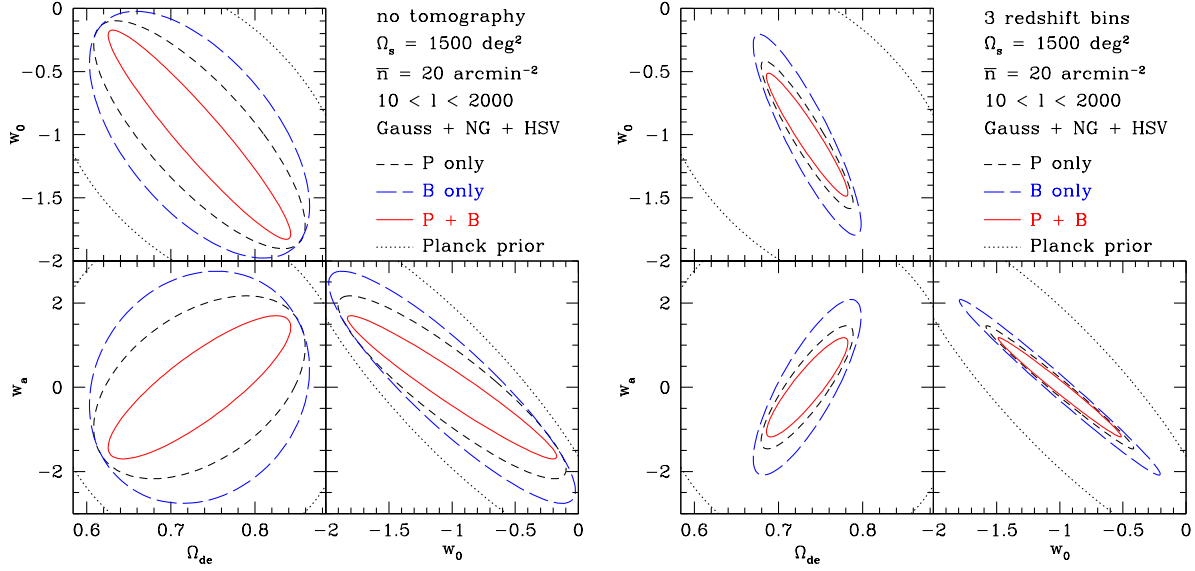 no tomography
Ωs = 1500 deg²
n̅ = 20 arcmin⁻²
10 < l < 2000
Gauss + NG + HSV
P only
B only
P + B
Planck prior
0
−0.5
−1
−1.5
−2
w0
2
0
−2
wa
0.6 0.7 0.8
Ωde
−2 −1.5 −1 −0.5 0
w0
3 redshift bins
Ωs = 1500 deg²
n̅ = 20 arcmin⁻²
10 < l < 2000
Gauss + NG + HSV
P only
B only
P + B
Planck prior
0
−0.5
−1
−1.5
−2
w0
2
0
−2
wa
0.6 0.7 0.8
Ωde
−2 −1.5 −1 −0.5 0
w0